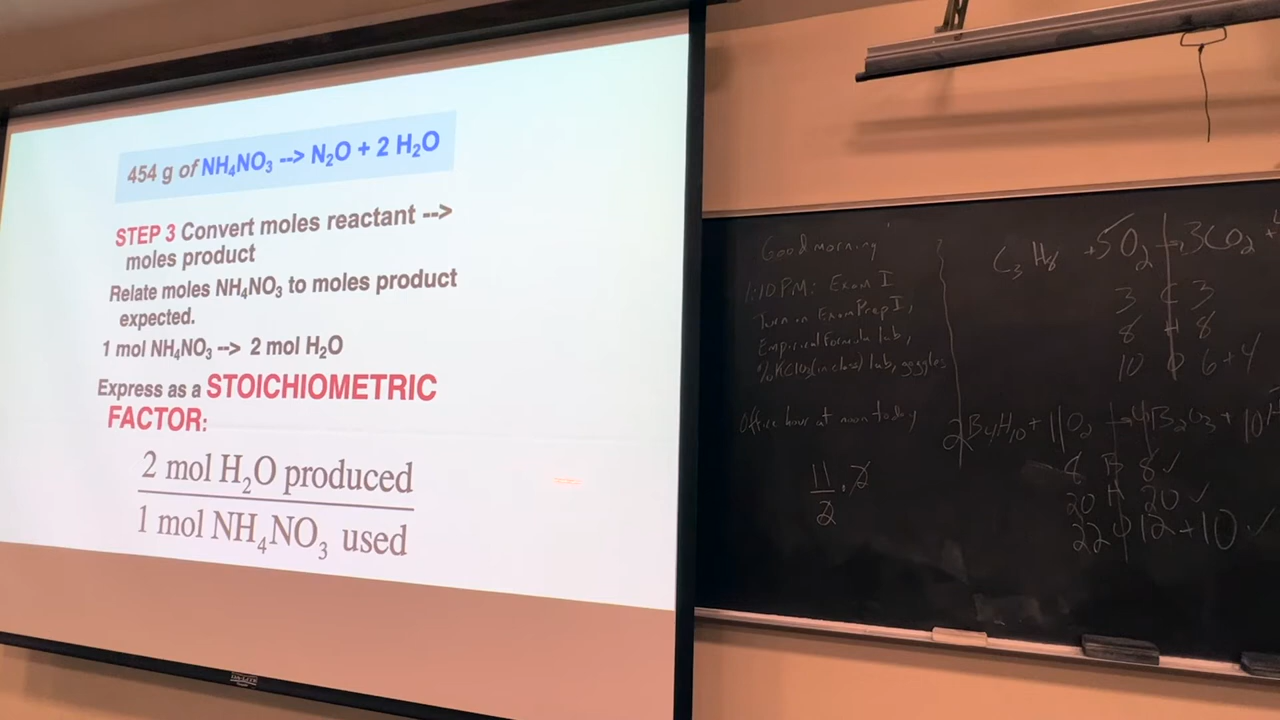 454 g of NH₄NO₃ --> N₂O + 2 H₂O
STEP 3 Convert moles reactant -->
moles product
Relate moles NH₄NO₃ to moles product
expected.
1 mol NH₄NO₃ --> 2 mol H₂O
Express as a STOICHIOMETRIC
FACTOR:
2 mol H₂O produced
1 mol NH₄NO₃ used
Good morning
1:10 PM: Exam I
Turn in Exam Prep I,
Empirical Formula lab,
% KClO₃ (in class) lab, goggles
Office hour at noon today
11/2 · 2
C₃H₈ + 5O₂ → 3CO₂ +
3 C 3
8 H 8
10 O 6+4
2B₄H₁₀ + 11O₂ → 4B₂O₃ + 10H
8 B 8 ✓
20 H 20 ✓
22 O 12+10 ✓